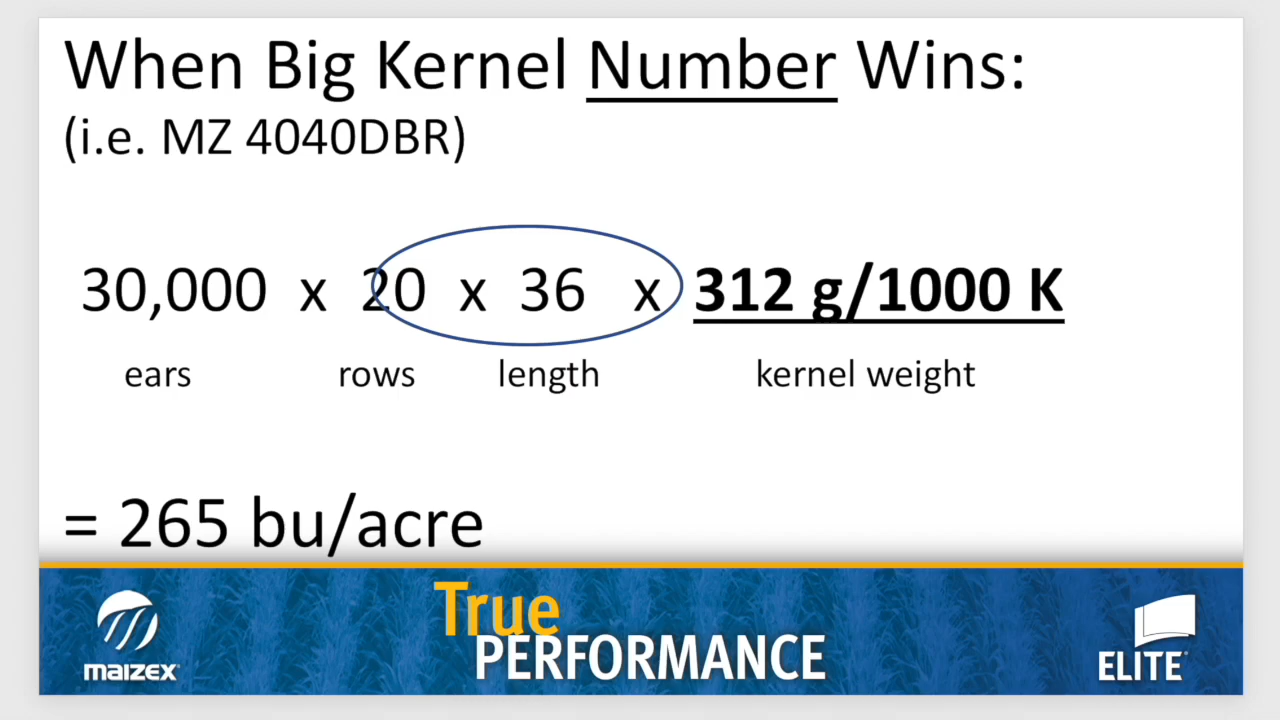 When Big Kernel Number Wins:
(i.e. MZ 4040DBR)
30,000 x 20 x 36 x 312 g/1000 K
ears rows length kernel weight
= 265 bu/acre
True
PERFORMANCE
maizex
ELITE